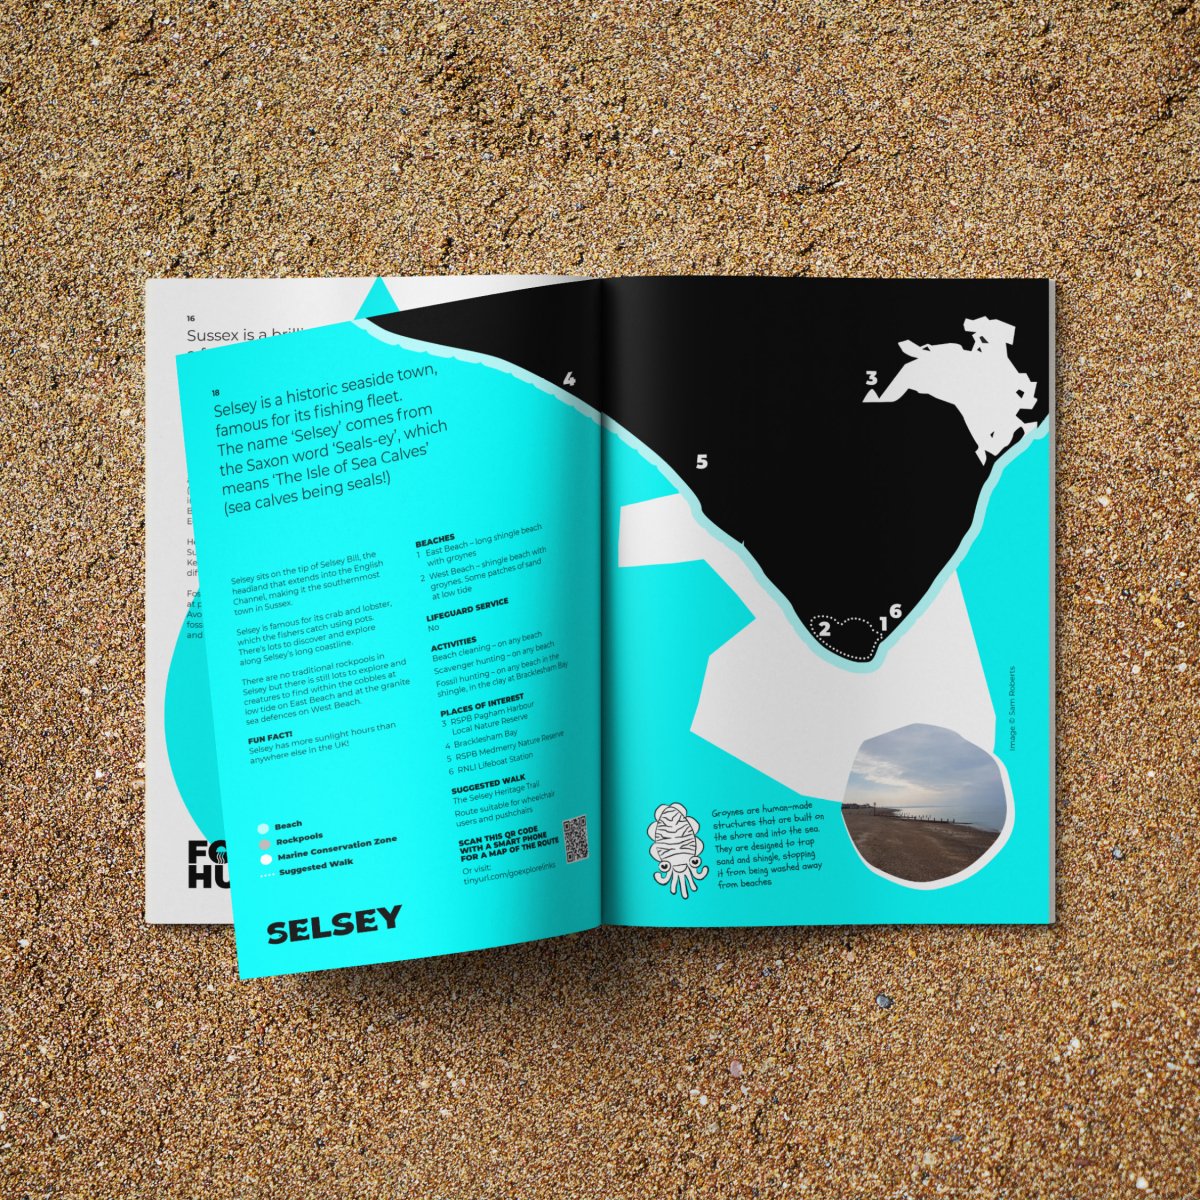 16
Sussex is a
18
Selsey is a historic seaside town,
famous for its fishing fleet.
The name ‘Selsey’ comes from
the Saxon word ‘Seals-ey’, which
means ‘The Isle of Sea Calves’
(sea calves being seals!)
Selsey sits on the tip of Selsey Bill, the
headland that extends into the English
Channel, making it the southernmost
town in Sussex.
Selsey is famous for its crab and lobster,
which the fishers catch using pots.
There's lots to discover and explore
along Selsey's long coastline.
There are no traditional rockpools in
Selsey but there is still lots to explore and
creatures to find within the cobbles at
low tide on East Beach and at the granite
sea defences on West Beach.
FUN FACT!
Selsey has more sunlight hours than
anywhere else in the UK!
Beach
Rockpools
Marine Conservation Zone
Suggested Walk
SELSEY
BEACHES
1 East Beach – long shingle beach
with groynes
2 West Beach – shingle beach with
groynes. Some patches of sand
at low tide
LIFEGUARD SERVICE
No
ACTIVITIES
Beach cleaning – on any beach
Scavenger hunting – on any beach
Fossil hunting – on any beach in the
shingle, in the clay at Bracklesham Bay
PLACES OF INTEREST
3 RSPB Pagham Harbour
Local Nature Reserve
4 Bracklesham Bay
5 RSPB Medmerry Nature Reserve
6 RNLI Lifeboat Station
SUGGESTED WALK
The Selsey Heritage Trail
Route suitable for wheelchair
users and pushchairs
SCAN THIS QR CODE
WITH A SMART PHONE
FOR A MAP OF THE ROUTE
Or visit:
tinyurl.com/goexplorelinks
4
3
5
6
1
2
Image © Sam Roberts
Groynes are human-made
structures that are built on
the shore and into the sea.
They are designed to trap
sand and shingle, stopping
it from being washed away
from beaches